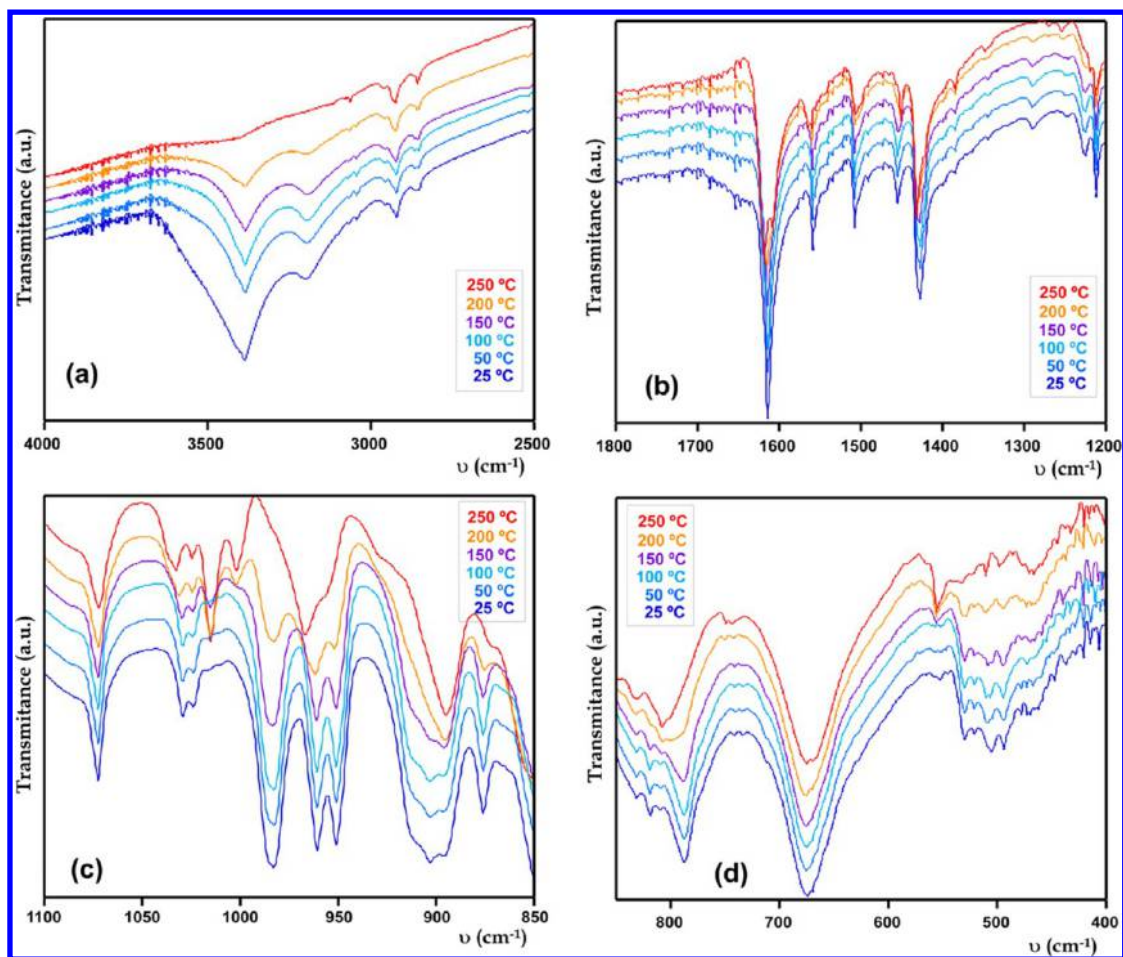 Transmitance (a.u.)
250 ºC
200 ºC
150 ºC
100 ºC
50 ºC
25 ºC
(a)
4000 3500 3000 2500
υ (cm⁻¹)
Transmitance (a.u.)
250 ºC
200 ºC
150 ºC
100 ºC
50 ºC
25 ºC
(b)
1800 1700 1600 1500 1400 1300 1200
υ (cm⁻¹)
Transmitance (a.u.)
250 ºC
200 ºC
150 ºC
100 ºC
50 ºC
25 ºC
(c)
1100 1050 1000 950 900 850
υ (cm⁻¹)
Transmitance (a.u.)
250 ºC
200 ºC
150 ºC
100 ºC
50 ºC
25 ºC
(d)
800 700 600 500 400
υ (cm⁻¹)